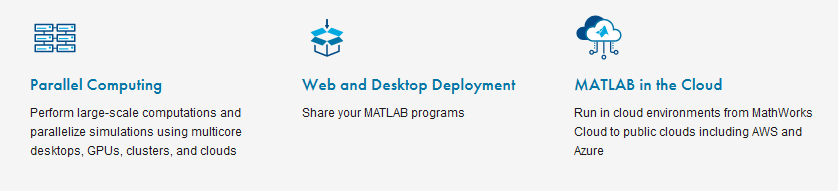 Parallel Computing
Perform large-scale computations and
parallelize simulations using multicore
desktops, GPUs, clusters, and clouds
Web and Desktop Deployment
Share your MATLAB programs
MATLAB in the Cloud
Run in cloud environments from MathWorks
Cloud to public clouds including AWS and
Azure